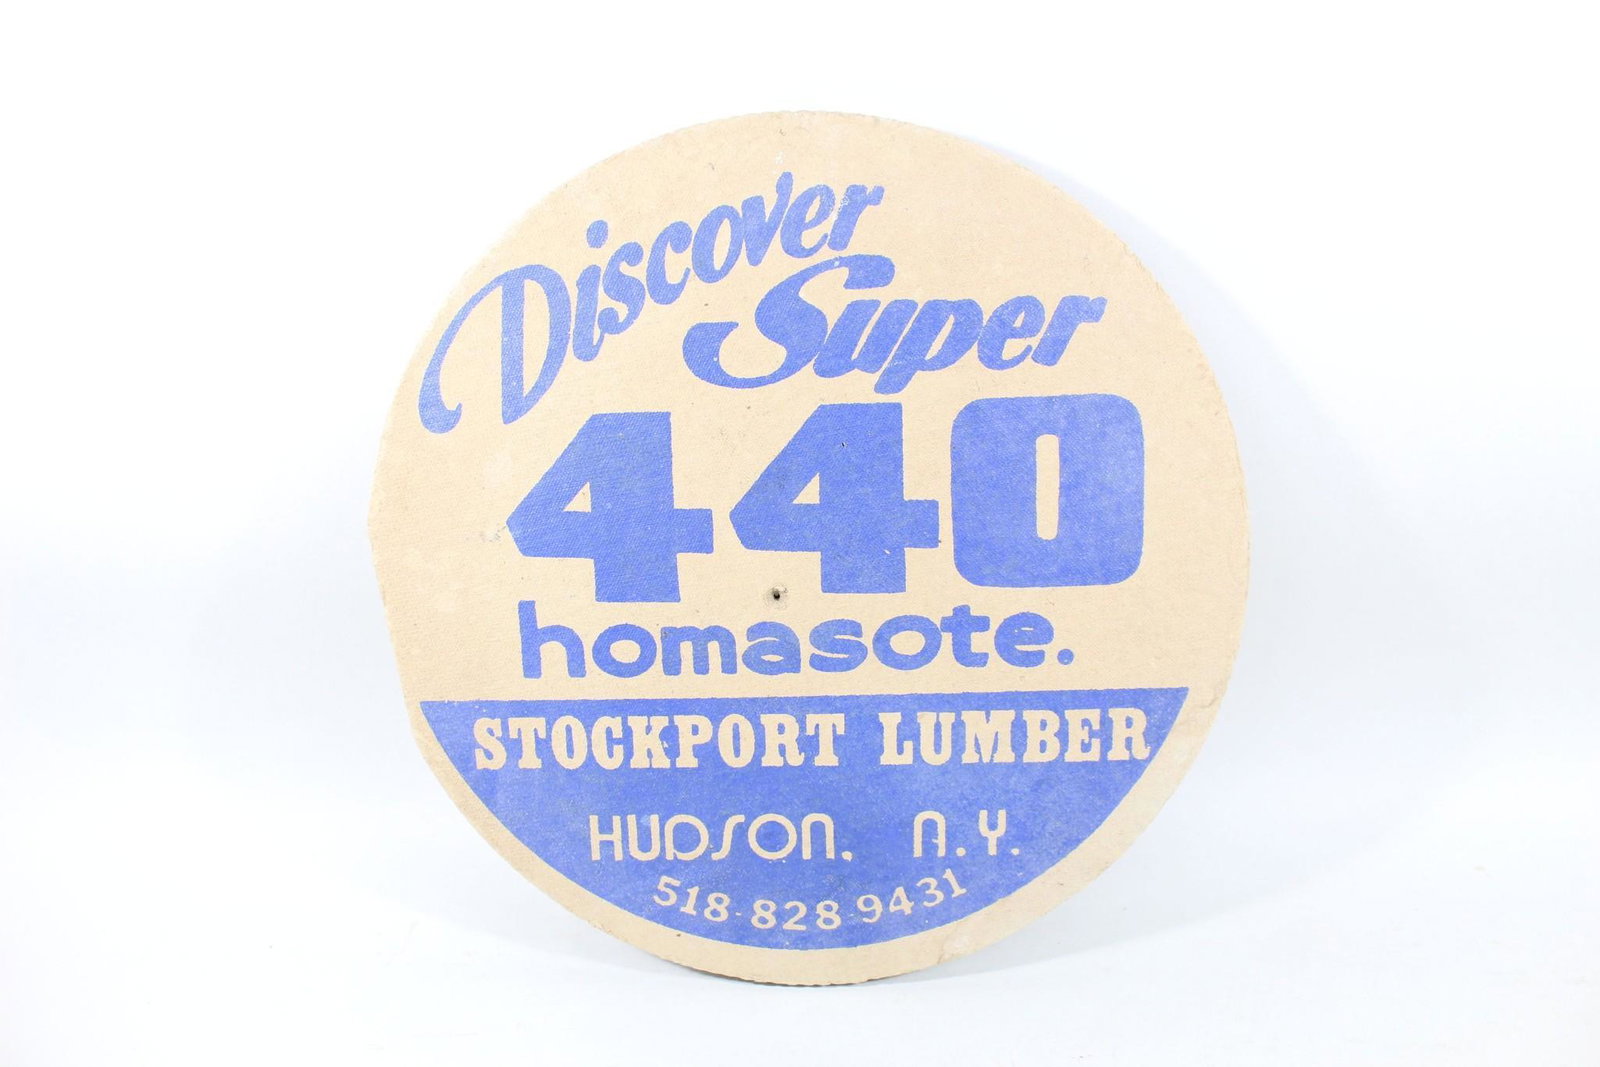 Discover
Super
440
homasote.
STOCKPORT LUMBER
HUDSON. N.Y.
518-828-9431